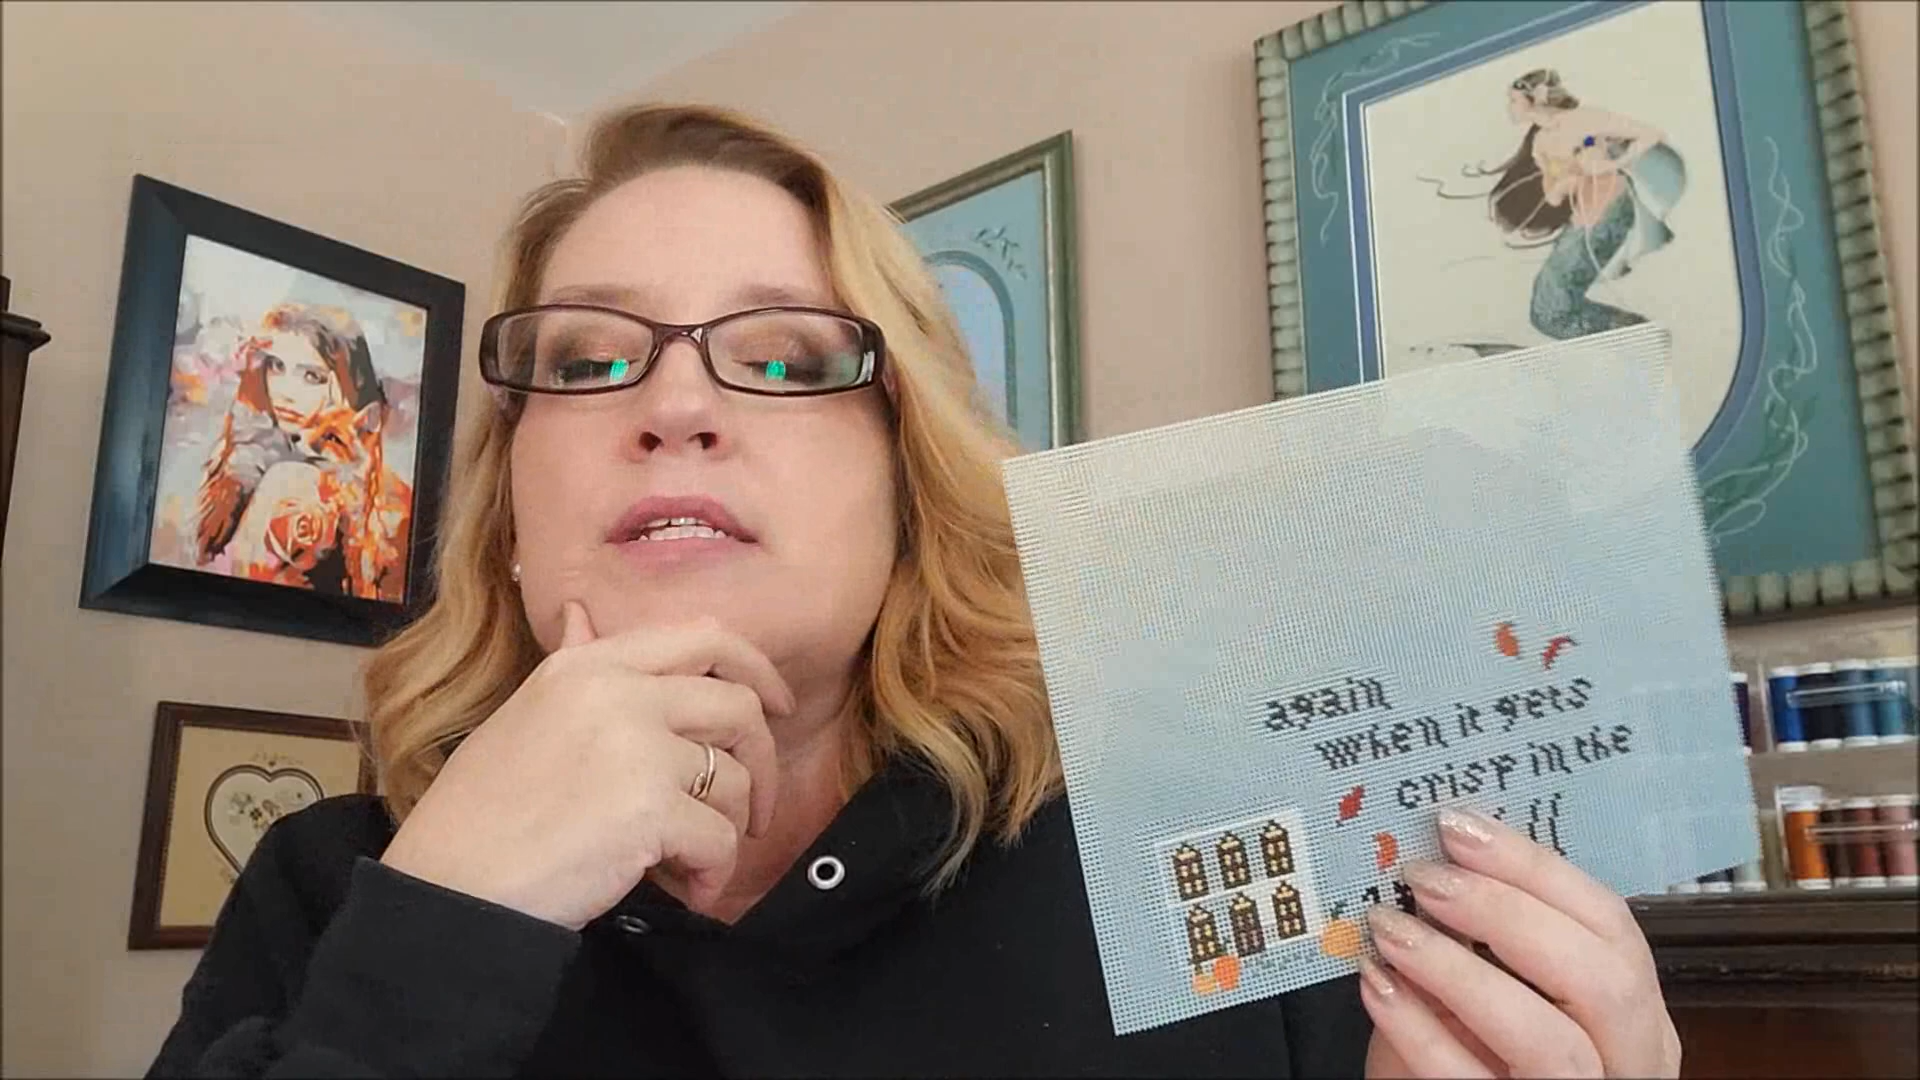 again
when it gets
crisp in the